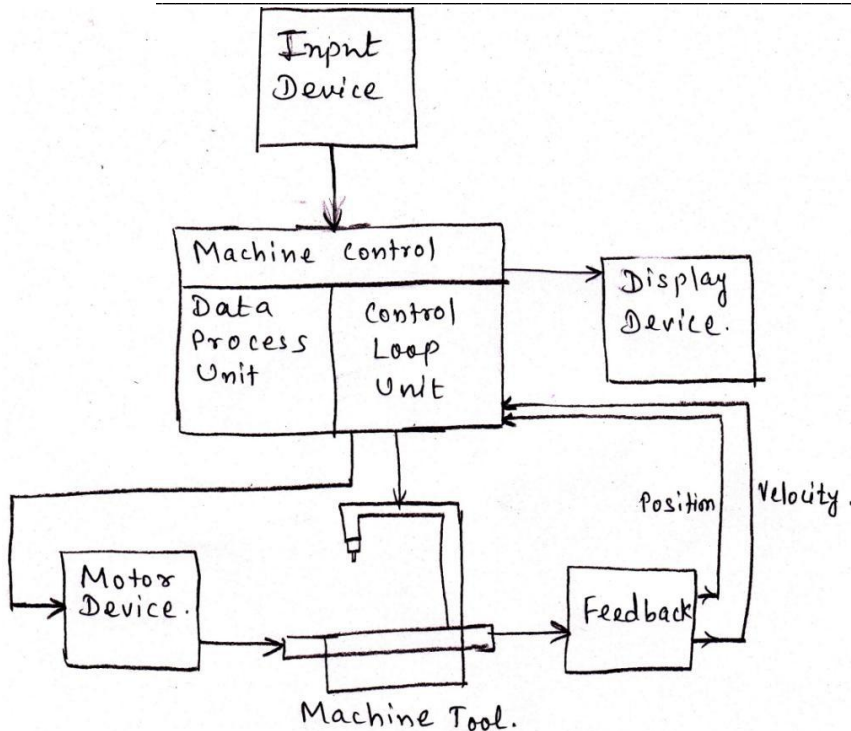 Input
Device
Machine Control
Data
Process
Unit
Control
Loop
Unit
Display
Device.
Position
Velocity.
Motor
Device.
Feedback
Machine Tool.